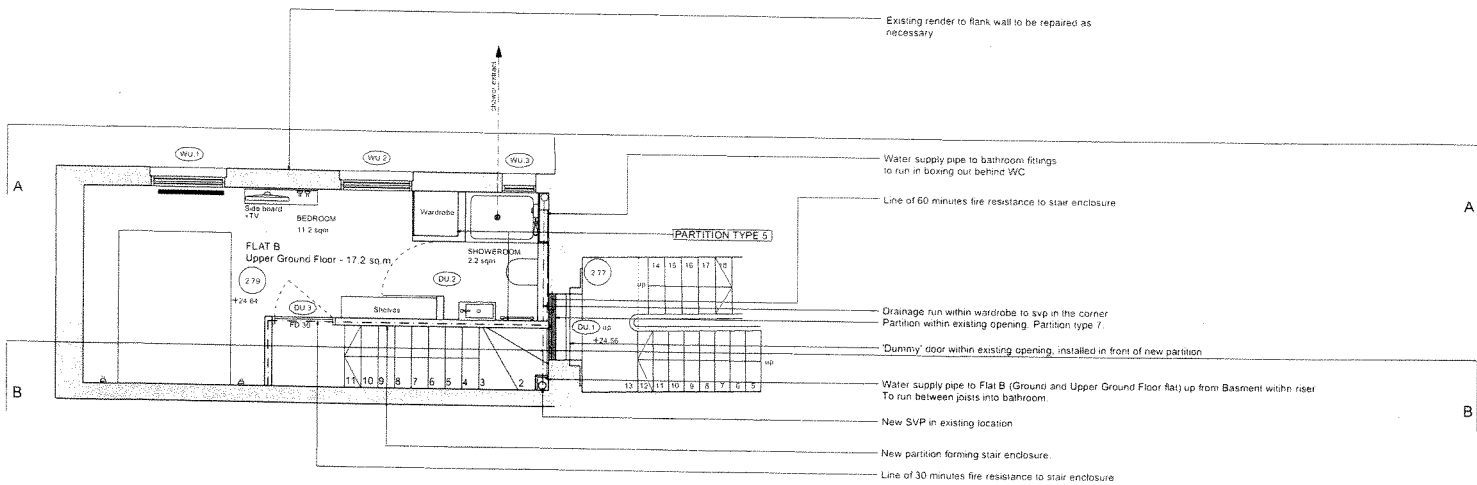 Existing render to flank wall to be repaired as
necessary
shower extract
WU.1
WU.2
WU.3
A
Water supply pipe to bathroom fittings
to run in boxing out behind WC
Line of 60 minutes fire resistance to stair enclosure
A
Side board
+TV
BEDROOM
11.2 sqm
Wardrobe
PARTITION TYPE 5
FLAT B
Upper Ground Floor - 17.2 sq.m
SHOWEROOM
2.2 sqm
2.79
+24.64
DU.2
2.77
14 15 16 17 18
up
DU.3
FD 30
Shelves
Drainage run within wardrobe to svp in the corner
Partition within existing opening. Partition type 7.
DU.1 up
+24.56
'Dummy' door within existing opening, installed in front of new partition
up
11 10 9 8 7 6 5 4 3 2
13 12 11 10 9 8 7 6 5
B
Water supply pipe to Flat B (Ground and Upper Ground Floor flat) up from Basment witihn riser
To run between joists into bathroom.
B
New SVP in existing location
New partition forming stair enclosure.
Line of 30 minutes fire resistance to stair enclosure